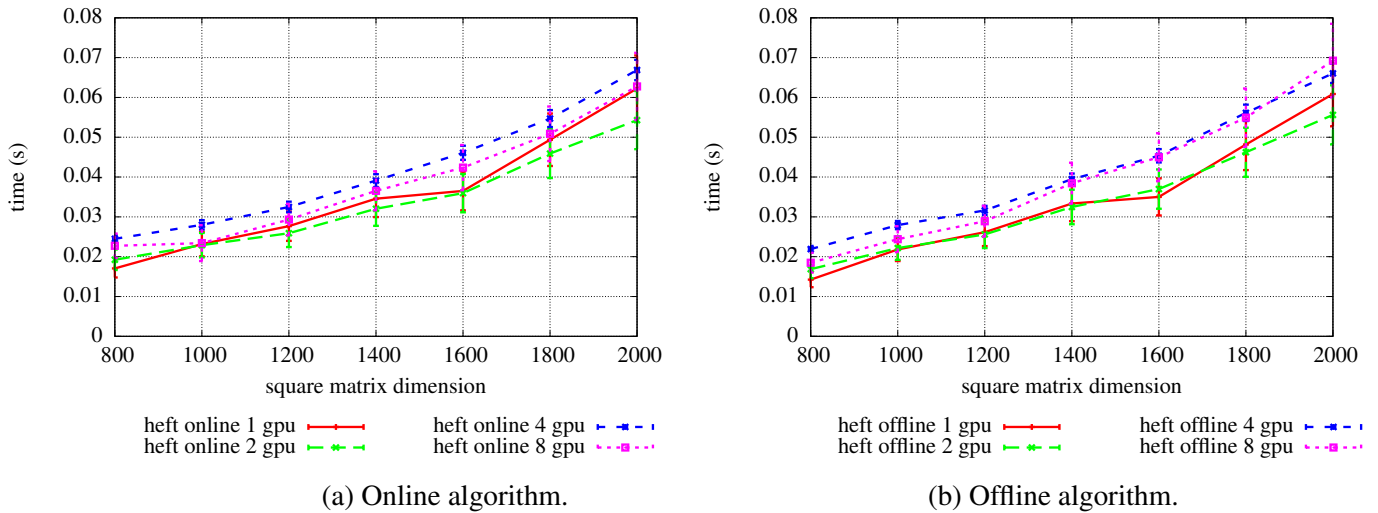 0.08
0.07
0.06
0.05
0.04
0.03
0.02
0.01
0
time (s)
800 1000 1200 1400 1600 1800 2000
square matrix dimension
heft online 1 gpu
heft online 2 gpu
heft online 4 gpu
heft online 8 gpu
(a) Online algorithm.
0.08
0.07
0.06
0.05
0.04
0.03
0.02
0.01
0
time (s)
800 1000 1200 1400 1600 1800 2000
square matrix dimension
heft offline 1 gpu
heft offline 2 gpu
heft offline 4 gpu
heft offline 8 gpu
(b) Offline algorithm.